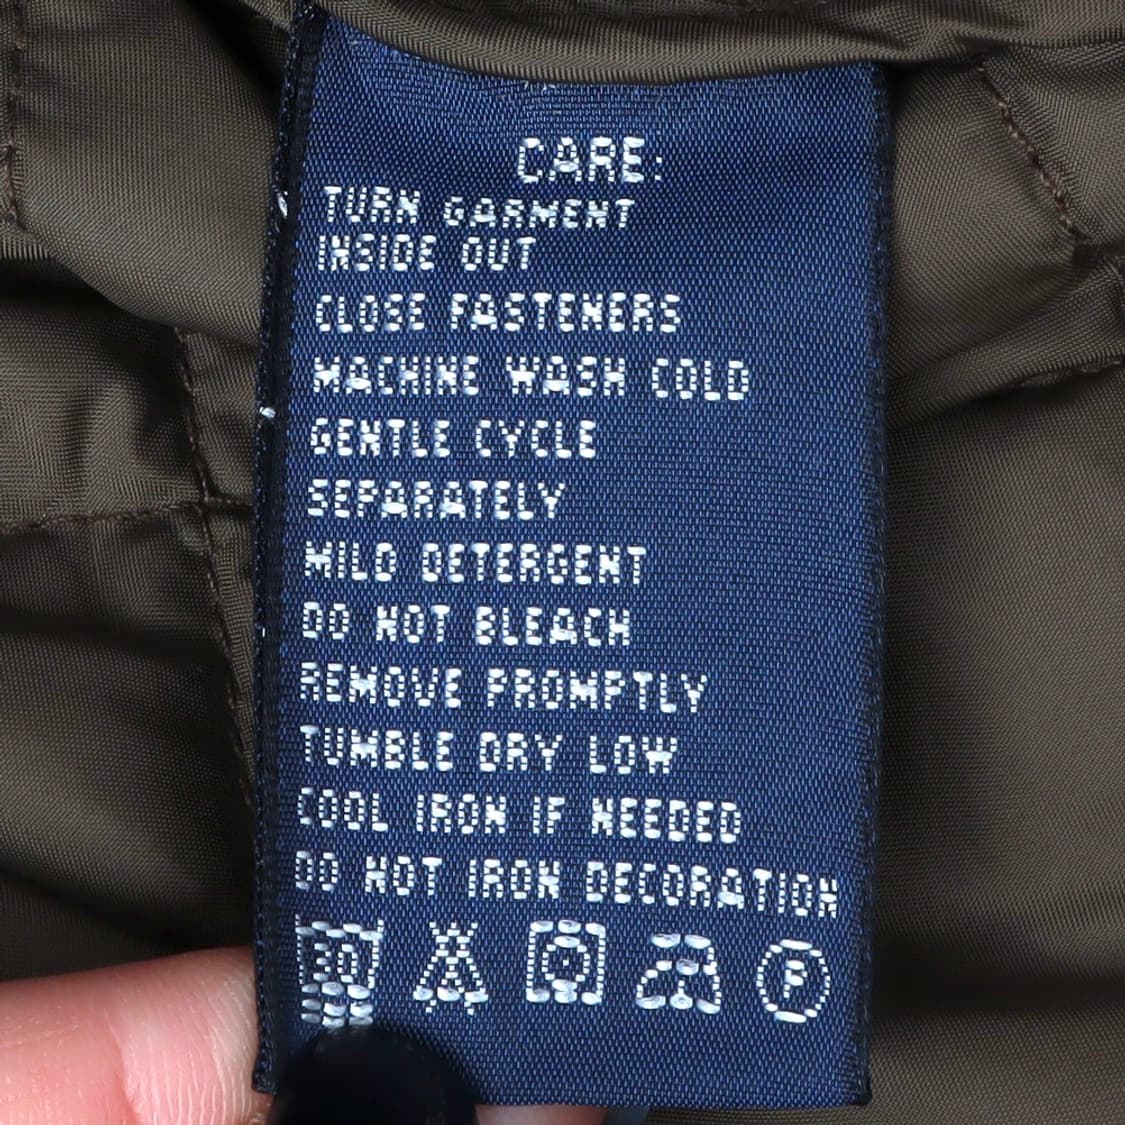 CARE:
TURN GARMENT
INSIDE OUT
CLOSE FASTENERS
MACHINE WASH COLD
GENTLE CYCLE
SEPARATELY
MILD DETERGENT
DO NOT BLEACH
REMOVE PROMPTLY
TUMBLE DRY LOW
COOL IRON IF NEEDED
DO NOT IRON DECORATION
30 F